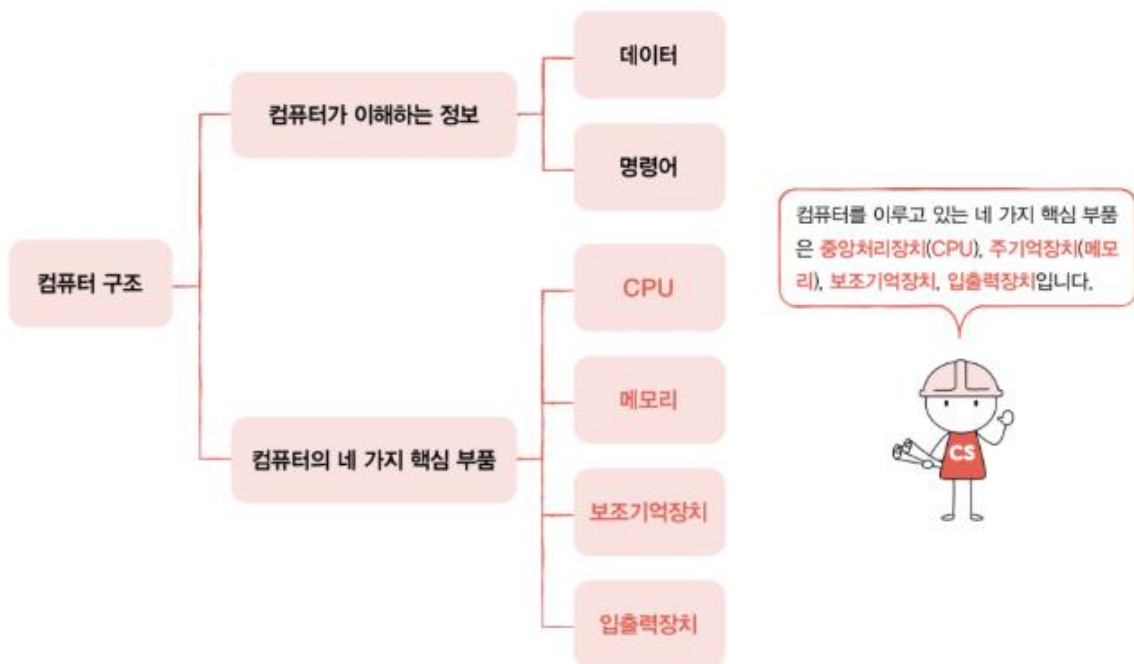 컴퓨터 구조
컴퓨터가 이해하는 정보
데이터
명령어
컴퓨터의 네 가지 핵심 부품
CPU
메모리
보조기억장치
입출력장치
컴퓨터를 이루고 있는 네 가지 핵심 부품
은 중앙처리장치(CPU), 주기억장치(메모
리), 보조기억장치, 입출력장치입니다.
CS